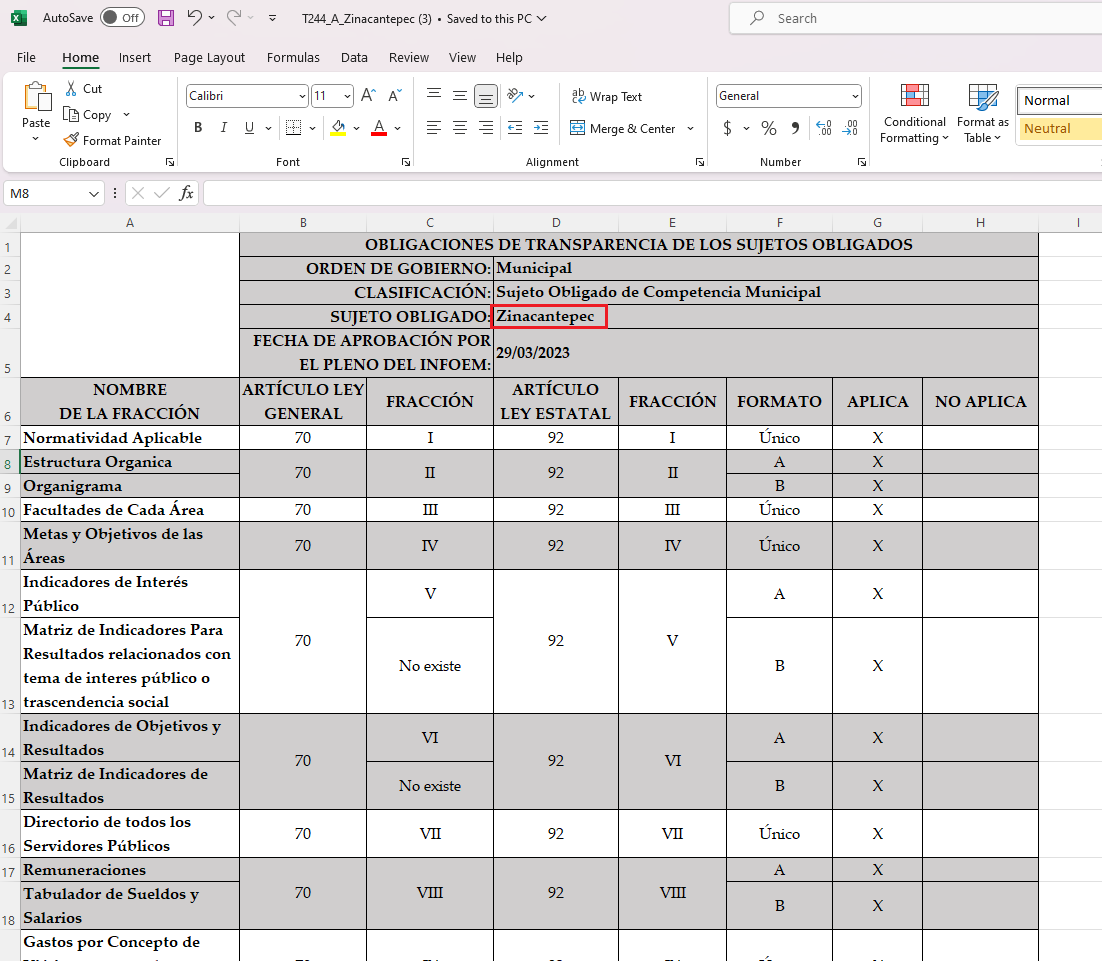 AutoSave Off T244_A_Zinacantepec (3) • Saved to this PC Search
File Home Insert Page Layout Formulas Data Review View Help
Paste Cut Calibri 11 A A ab Wrap Text General Conditional Formatting Format as Table Normal
Copy B I U A Merge & Center $ % Neutral
Format Painter
Clipboard Font Alignment Number
M8 fx
A B C D E F G H I
1 OBLIGACIONES DE TRANSPARENCIA DE LOS SUJETOS OBLIGADOS
2 ORDEN DE GOBIERNO: Municipal
3 CLASIFICACIÓN: Sujeto Obligado de Competencia Municipal
4 SUJETO OBLIGADO: Zinacantepec
FECHA DE APROBACIÓN POR
5 EL PLENO DEL INFOEM: 29/03/2023
NOMBRE ARTÍCULO LEY FRACCIÓN ARTÍCULO FRACCIÓN FORMATO APLICA NO APLICA
6 DE LA FRACCIÓN GENERAL LEY ESTATAL
7 Normatividad Aplicable 70 I 92 I Único X
8 Estructura Organica 70 II 92 II A X
9 Organigrama B X
10 Facultades de Cada Área 70 III 92 III Único X
Metas y Objetivos de las 70 IV 92 IV Único X
11 Áreas
Indicadores de Interés V A X
12 Público
Matriz de Indicadores Para 70 92 V
Resultados relacionados con No existe B X
tema de interes público o
13 trascendencia social
Indicadores de Objetivos y VI A X
14 Resultados 70 92 VI
Matriz de Indicadores de No existe B X
15 Resultados
Directorio de todos los 70 VII 92 VII Único X
16 Servidores Públicos
17 Remuneraciones 70 VIII 92 VIII A X
Tabulador de Sueldos y B X
18 Salarios
Gastos por Concepto de